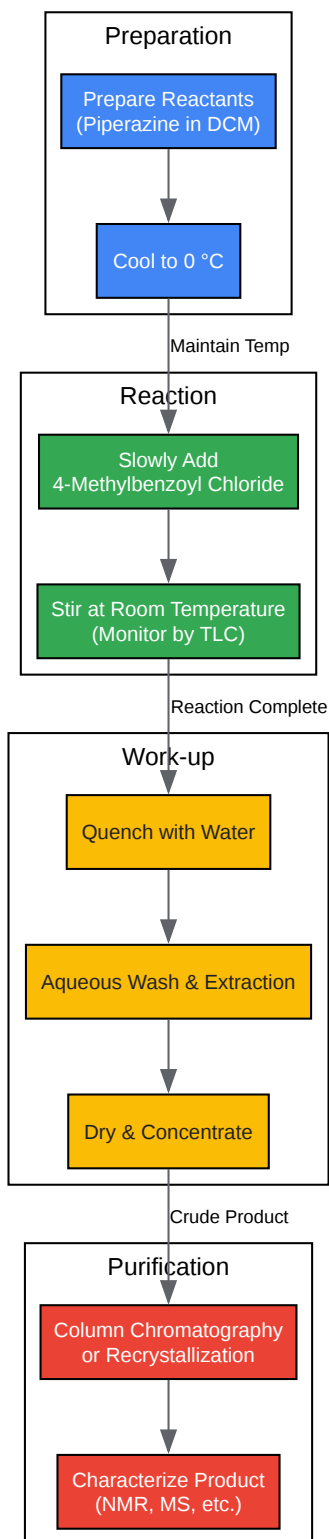 Preparation
Prepare Reactants
(Piperazine in DCM)
Cool to 0 °C
Maintain Temp
Reaction
Slowly Add
4-Methylbenzoyl Chloride
Stir at Room Temperature
(Monitor by TLC)
Reaction Complete
Work-up
Quench with Water
Aqueous Wash & Extraction
Dry & Concentrate
Crude Product
Purification
Column Chromatography
or Recrystallization
Characterize Product
(NMR, MS, etc.)